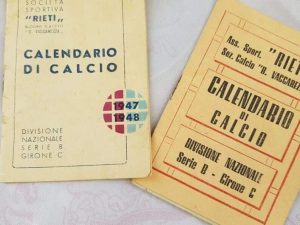 SOCIETÀ
SPORTIVA
"RIETI"
CALENDARIO
DI CALCIO
1947
1948
DIVISIONE
NAZIONALE
SERIE B
GIRONE C
Ass. Sport. "RIETI"
Sez. Calcio
CALENDARIO
DI
CALCIO
DIVISIONE NAZIONALE
Serie B - Girone C